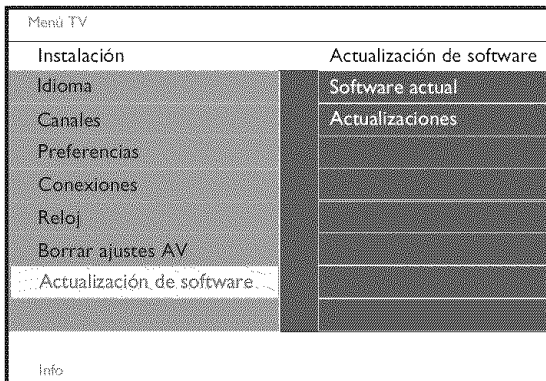 Menú TV
Instalación
Actualización de software
Idioma
Software actual
Canales
Actualizaciones
Preferencias
Conexiones
Reloj
Borrar ajustes AV
Actualización de software
Info